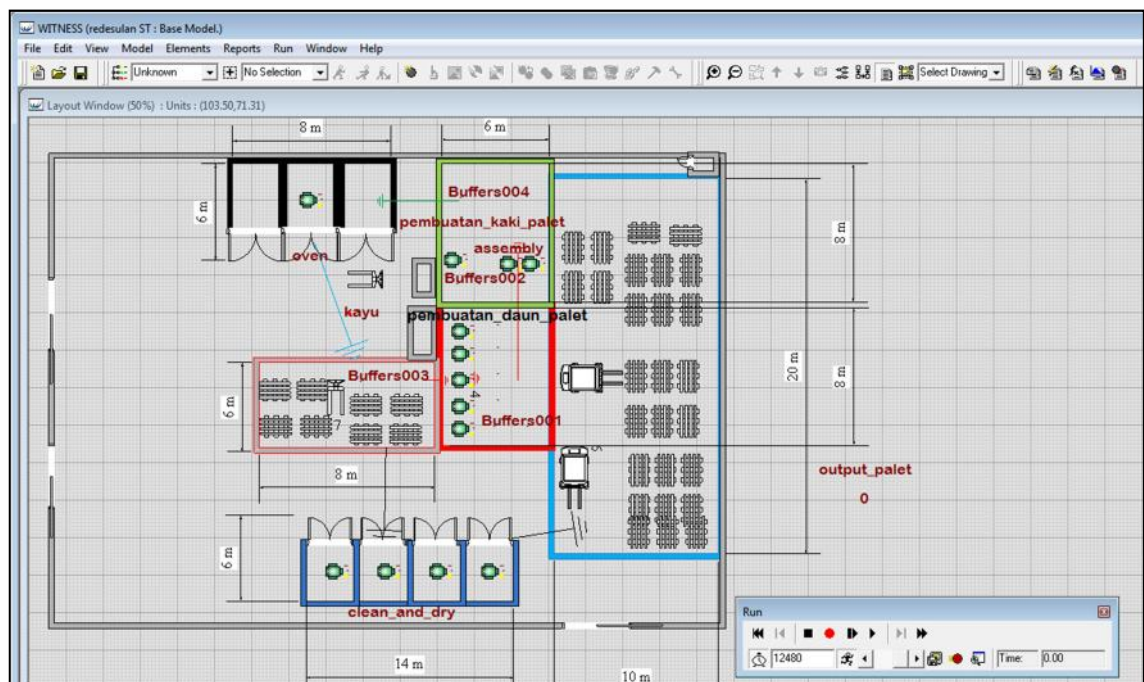 WITNESS (redesulan ST : Base Model.)
File Edit View Model Elements Reports Run Window Help
Unknown No Selection Select Drawing
Layout Window (50%) : Units : (103.50,71.31)
8 m
6 m
6 m
Buffers004
pembuatan_kaki_palet
assembly
oven
Buffers002
8 m
kayu
pembuatan_daun_palet
20 m
8 m
Buffers003
4
Buffers001
6 m
7
8 m
output_palet
0
6 m
clean_and_dry
14 m
10 m
Run
12480 Time: 0.00